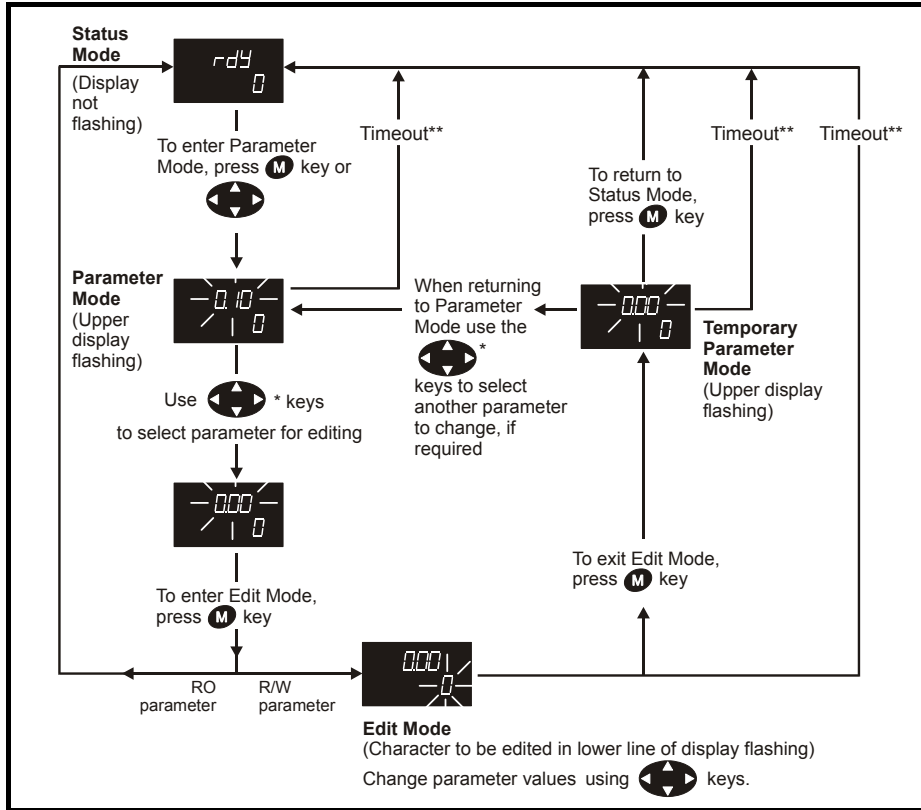 Status
Mode
(Display
not
flashing)
rdY
0
To enter Parameter
Mode, press M key or
Timeout**
Timeout**
Timeout**
To return to
Status Mode,
press M key
Parameter
Mode
(Upper
display
flashing)
0.10
0
When returning
to Parameter
Mode use the
*
keys to select
another parameter
to change, if
required
0.00
0
Temporary
Parameter
Mode
(Upper display
flashing)
Use * keys
to select parameter for editing
0.00
0
To enter Edit Mode,
press M key
To exit Edit Mode,
press M key
RO
parameter
R/W
parameter
0.00
0
Edit Mode
(Character to be edited in lower line of display flashing)
Change parameter values using keys.